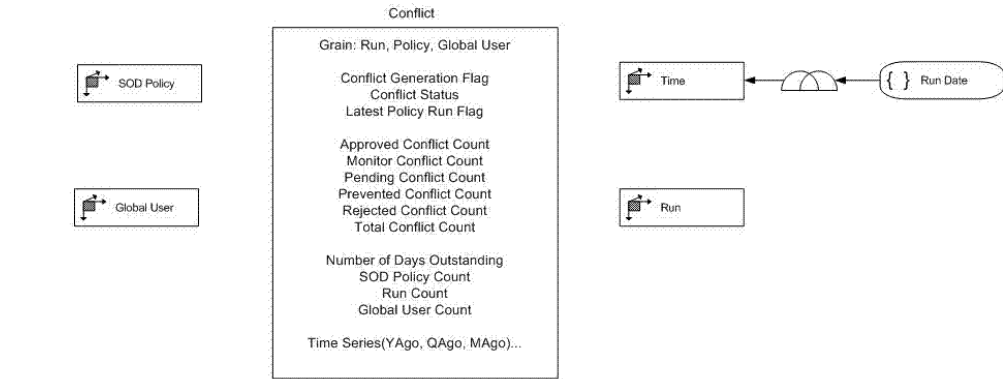 Conflict
Grain: Run, Policy, Global User
Conflict Generation Flag
Conflict Status
Latest Policy Run Flag
Approved Conflict Count
Monitor Conflict Count
Pending Conflict Count
Prevented Conflict Count
Rejected Conflict Count
Total Conflict Count
Number of Days Outstanding
SOD Policy Count
Run Count
Global User Count
Time Series(YAgo, QAgo, MAgo)...
SOD Policy
Global User
Time
{ } Run Date
Run